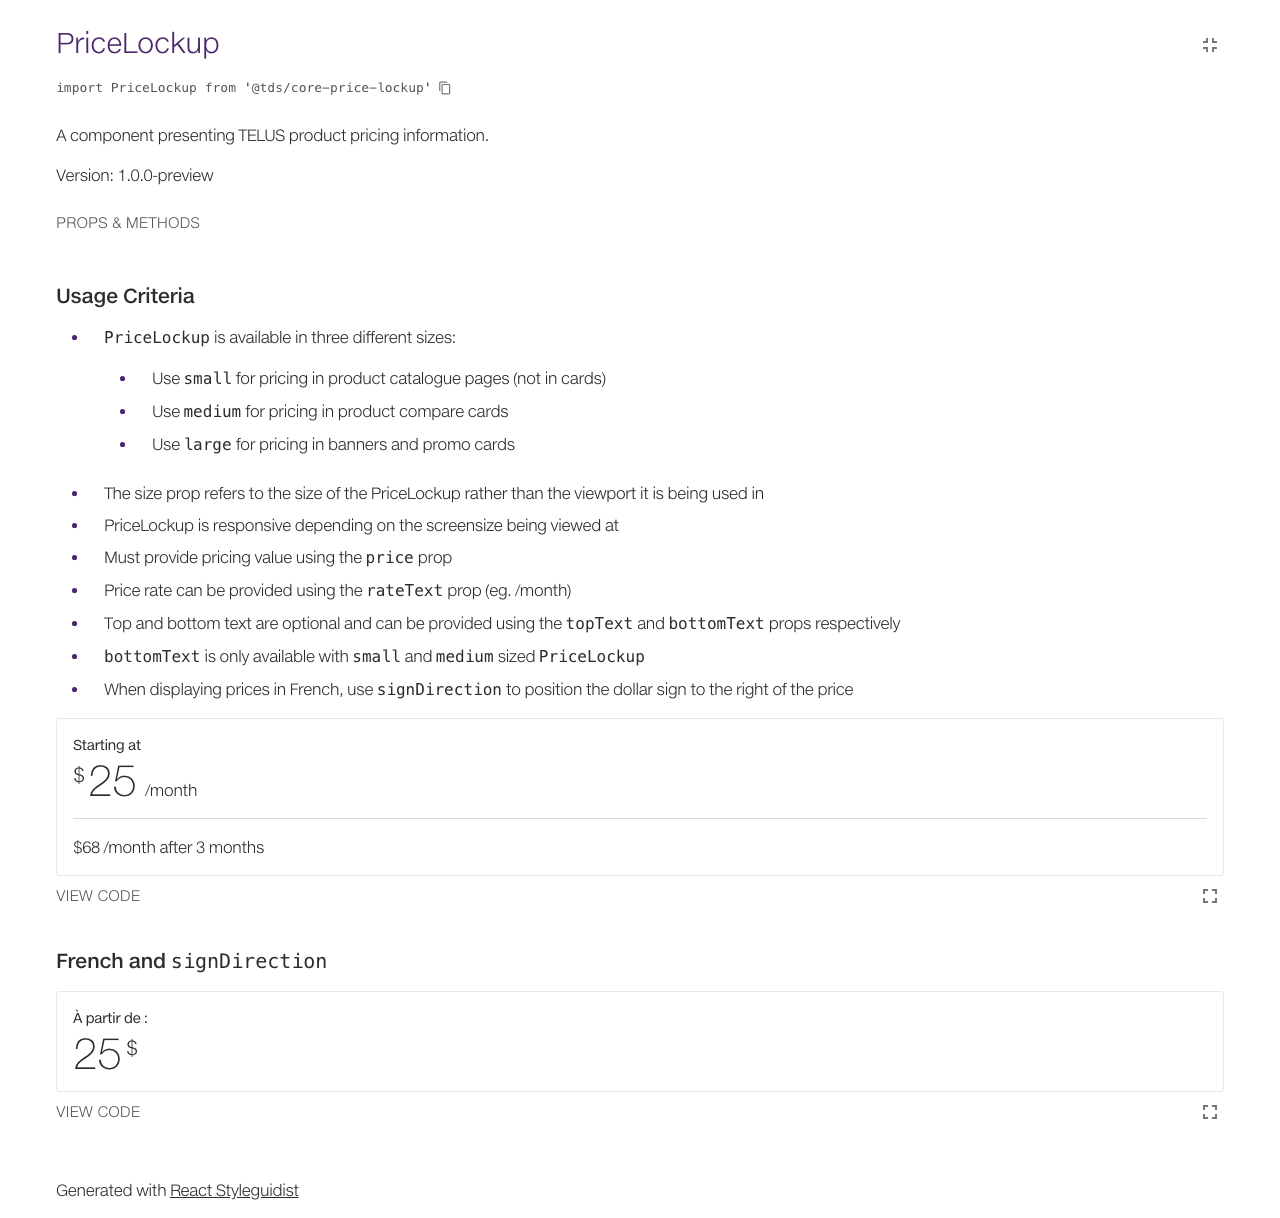 PriceLockup
import PriceLockup from '@tds/core-price-lockup'
A component presenting TELUS product pricing information.
Version: 1.0.0-preview
PROPS & METHODS
Usage Criteria
PriceLockup is available in three different sizes:
Use small for pricing in product catalogue pages (not in cards)
Use medium for pricing in product compare cards
Use large for pricing in banners and promo cards
The size prop refers to the size of the PriceLockup rather than the viewport it is being used in
PriceLockup is responsive depending on the screensize being viewed at
Must provide pricing value using the price prop
Price rate can be provided using the rateText prop (eg. /month)
Top and bottom text are optional and can be provided using the topText and bottomText props respectively
bottomText is only available with small and medium sized PriceLockup
When displaying prices in French, use signDirection to position the dollar sign to the right of the price
Starting at
$25 /month
$68 /month after 3 months
VIEW CODE
French and signDirection
À partir de :
25 $
VIEW CODE
Generated with React Styleguidist